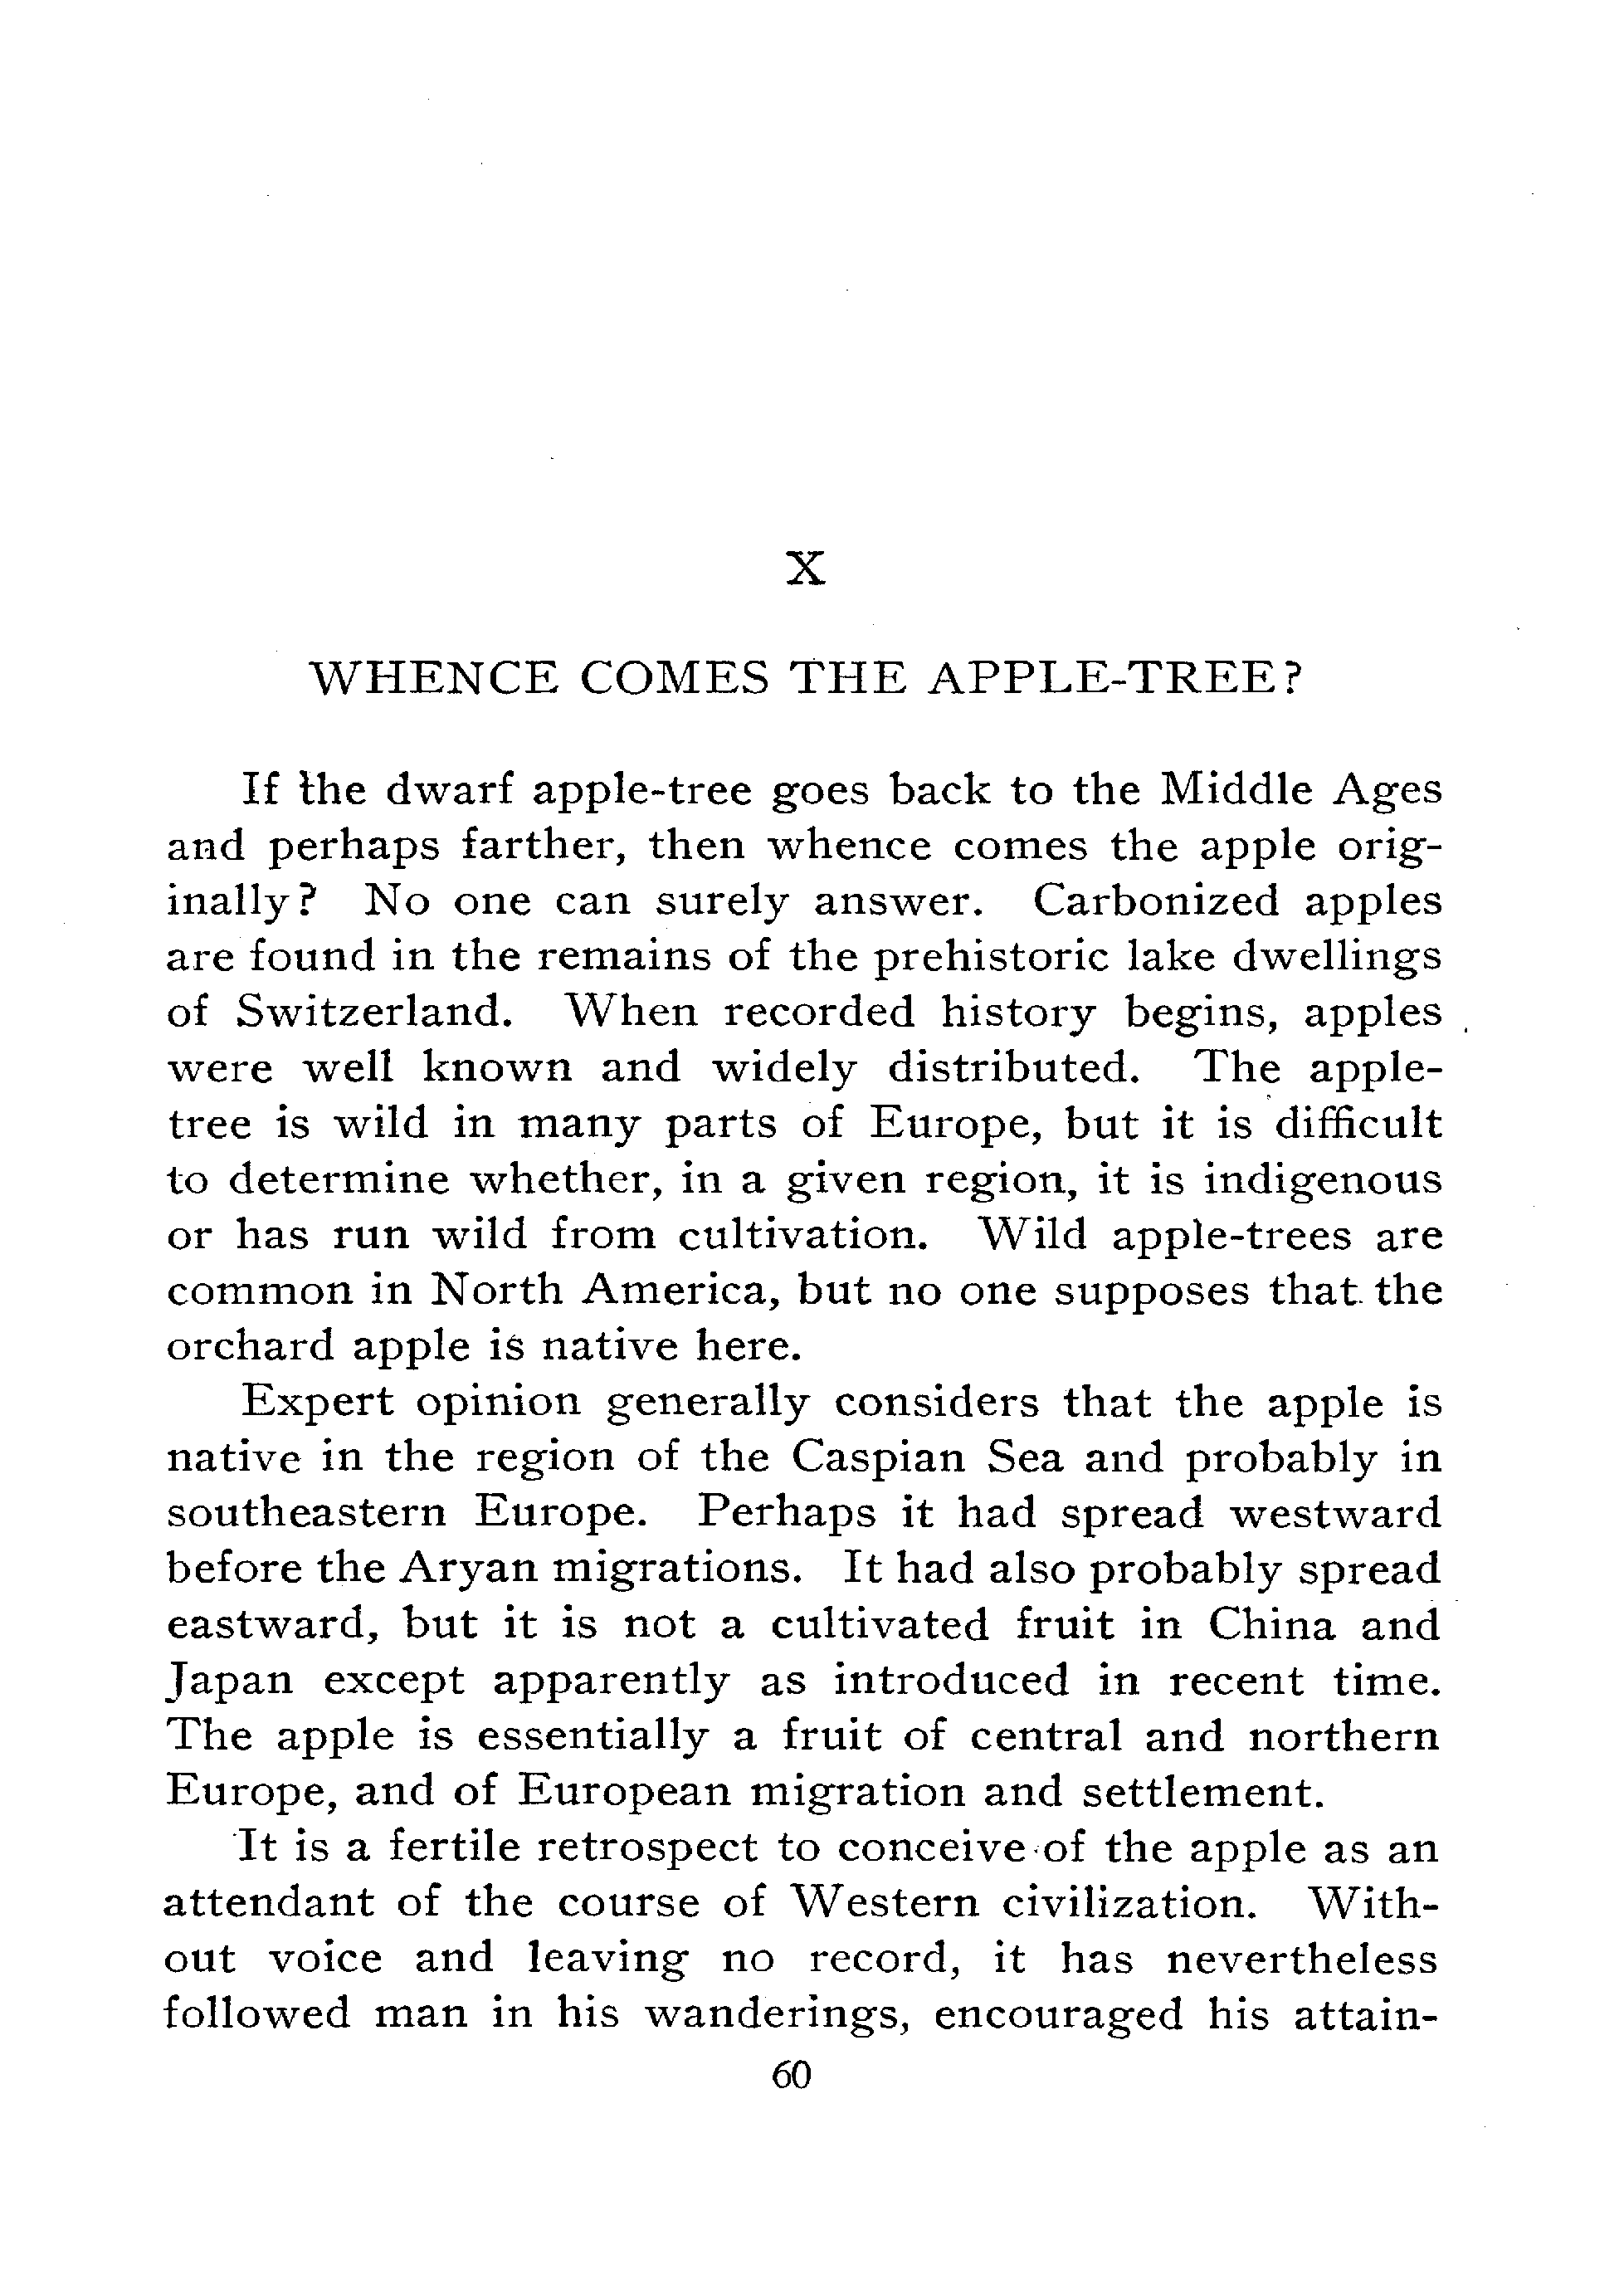 X
WHENCE COMES THE APPLE-TREE?
If the dwarf apple-tree goes back to the Middle Ages
and perhaps farther, then whence comes the apple orig-
inally? No one can surely answer. Carbonized apples
are found in the remains of the prehistoric lake dwellings
of Switzerland. When recorded history begins, apples
were well known and widely distributed. The apple-
tree is wild in many parts of Europe, but it is difficult
to determine whether, in a given region, it is indigenous
or has run wild from cultivation. Wild apple-trees are
common in North America, but no one supposes that the
orchard apple is native here.
Expert opinion generally considers that the apple is
native in the region of the Caspian Sea and probably in
southeastern Europe. Perhaps it had spread westward
before the Aryan migrations. It had also probably spread
eastward, but it is not a cultivated fruit in China and
Japan except apparently as introduced in recent time.
The apple is essentially a fruit of central and northern
Europe, and of European migration and settlement.
It is a fertile retrospect to conceive of the apple as an
attendant of the course of Western civilization. With-
out voice and leaving no record, it has nevertheless
followed man in his wanderings, encouraged his attain-
60